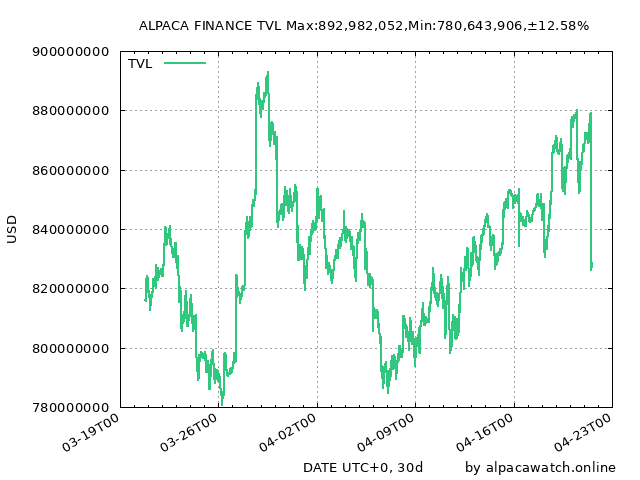 ALPACA FINANCE TVL Max:892,982,052,Min:780,643,906,±12.58%
900000000
TVL
880000000
860000000
840000000
USD
820000000
800000000
780000000
03-19T00
03-26T00
04-02T00
04-09T00
04-16T00
04-23T00
DATE UTC+0, 30d
by alpacawatch.online